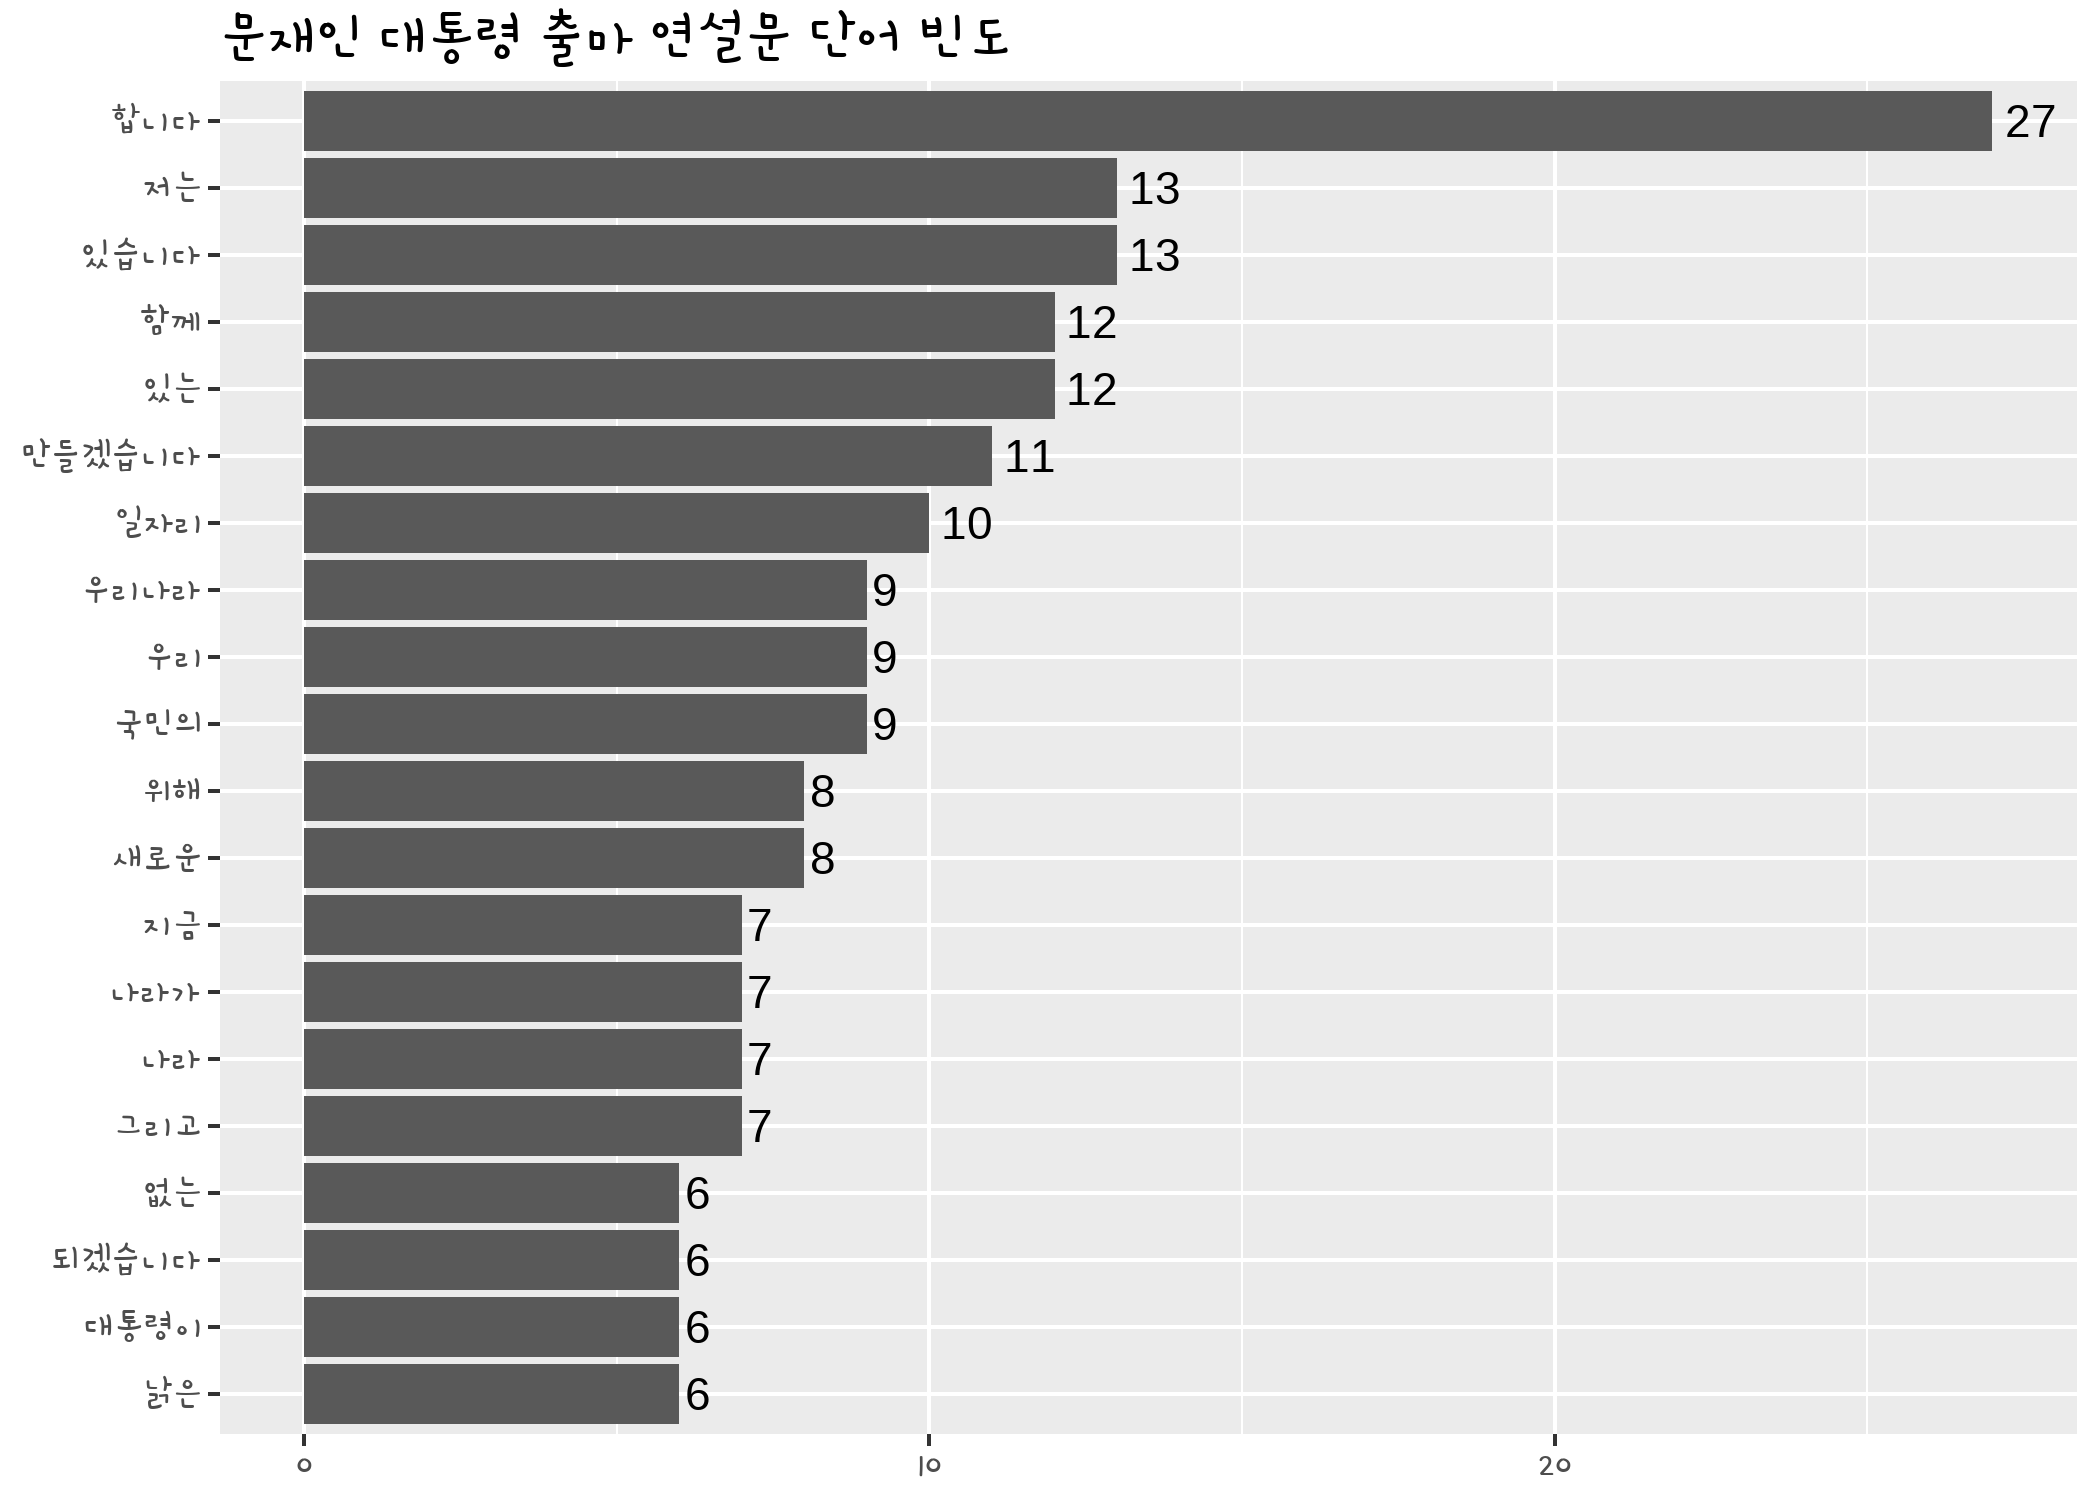 문재인 대통령 출마 연설문 단어 빈도
합니다 27
저는 13
있습니다 13
함께 12
있는 12
만들겠습니다 11
일자리 10
우리나라 9
우리 9
국민의 9
위해 8
새로운 8
지금 7
나라가 7
나라 7
그리고 7
없는 6
되겠습니다 6
대통령이 6
낡은 6
0 10 20